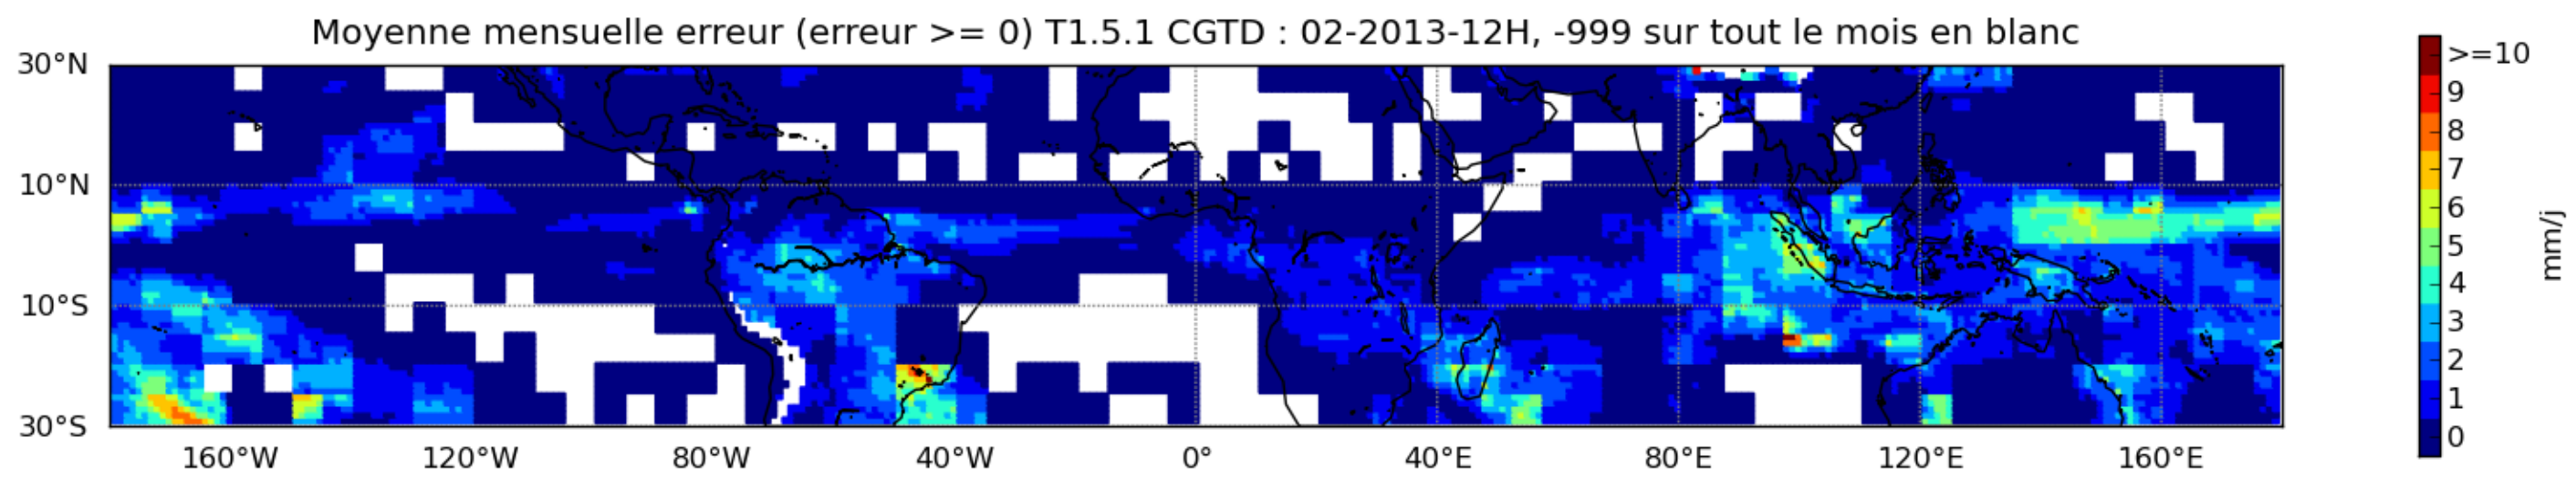 Moyenne mensuelle erreur (erreur >= 0) T1.5.1 CGTD : 02-2013-12H, -999 sur tout le mois en blanc
30°N
10°N
10°S
30°S
160°W 120°W 80°W 40°W 0° 40°E 80°E 120°E 160°E
>=10
9
8
7
6
5
4
3
2
1
0
mm/j